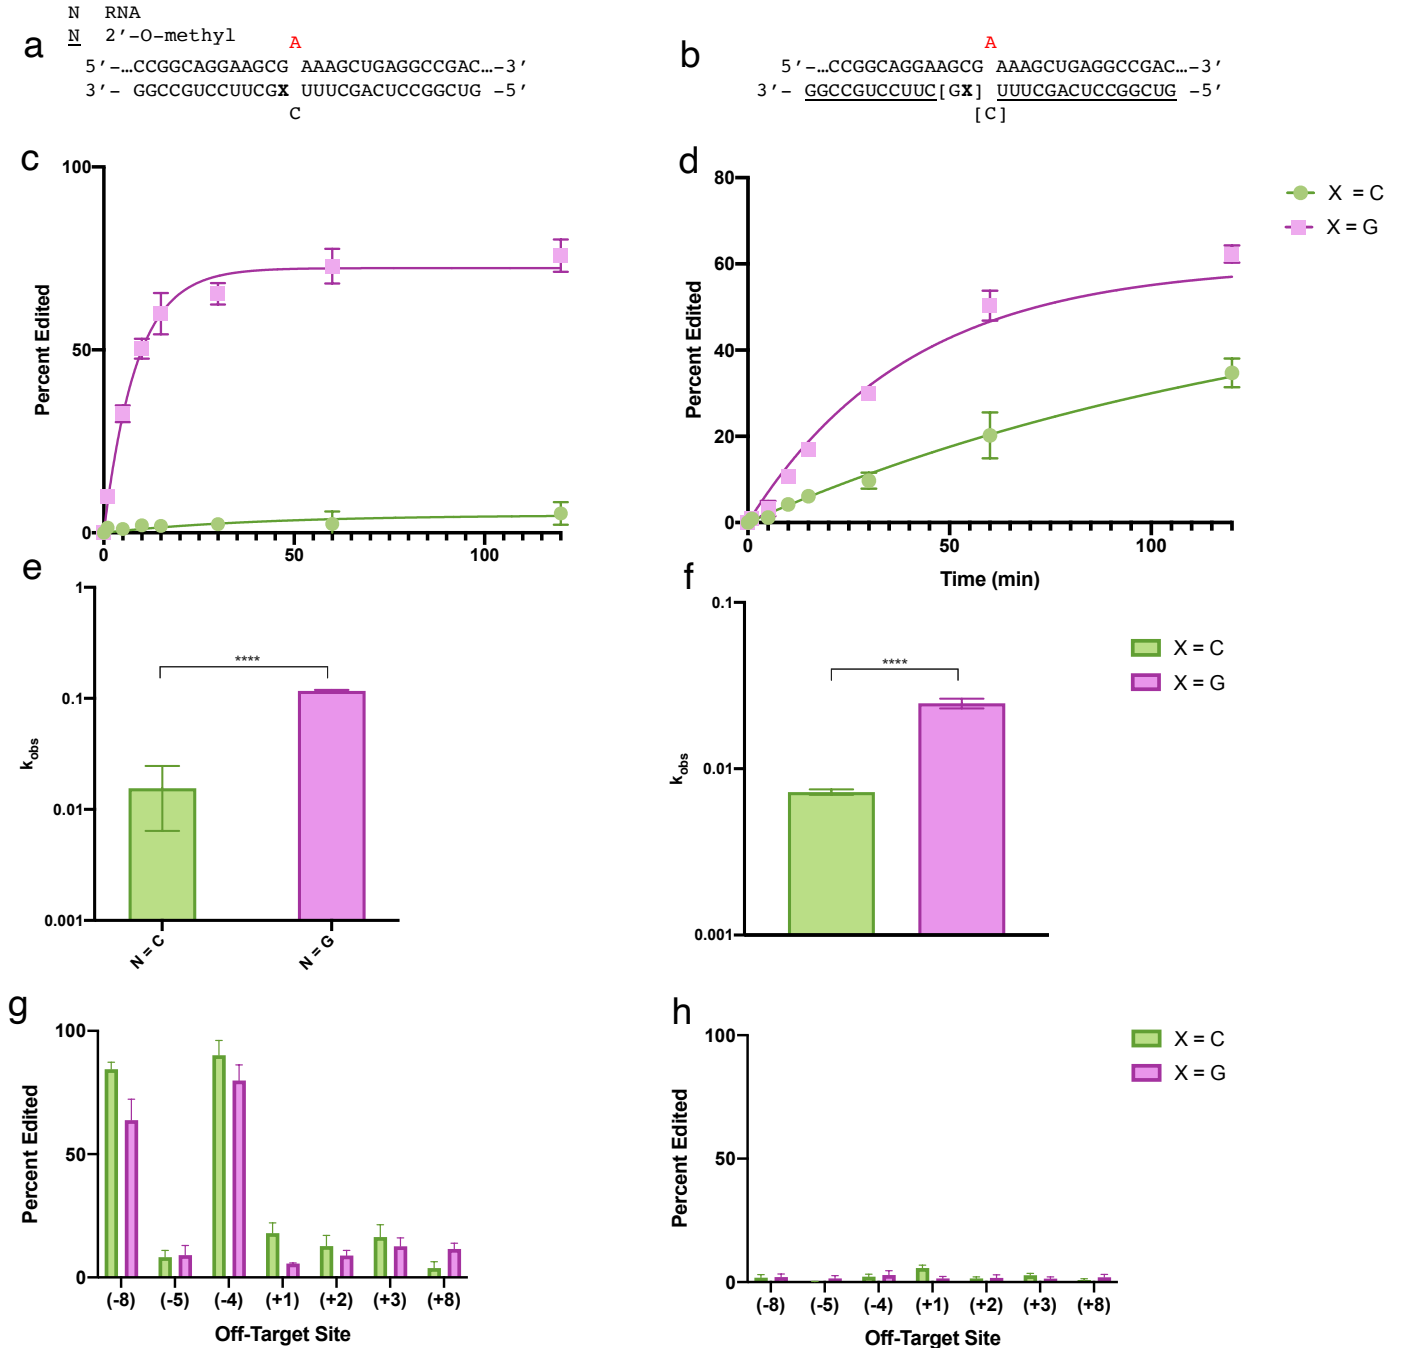 N RNA
N 2'-O-methyl
a
A
5'-…CCGGCAGGAAGCG AAAGCUGAGGCCGAC…-3'
3'- GGCCGUCCUUCGX UUUCGACUCCGGCUG -5'
C
b
A
5'-…CCGGCAGGAAGCG AAAGCUGAGGCCGAC…-3'
3'- GGCCGUCCUUC[GX] UUUCGACUCCGGCUG -5'
[C]
c
Percent Edited
100
50
0
0 50 100
d
Percent Edited
80
60
40
20
0
0 50 100
Time (min)
X = C
X = G
e
kobs
1
0.1
0.01
0.001
****
N = C
N = G
f
kobs
0.1
0.01
0.001
****
X = C
X = G
g
Percent Edited
100
50
0
(-8) (-5) (-4) (+1) (+2) (+3) (+8)
Off-Target Site
h
Percent Edited
100
50
0
(-8) (-5) (-4) (+1) (+2) (+3) (+8)
Off-Target Site
X = C
X = G